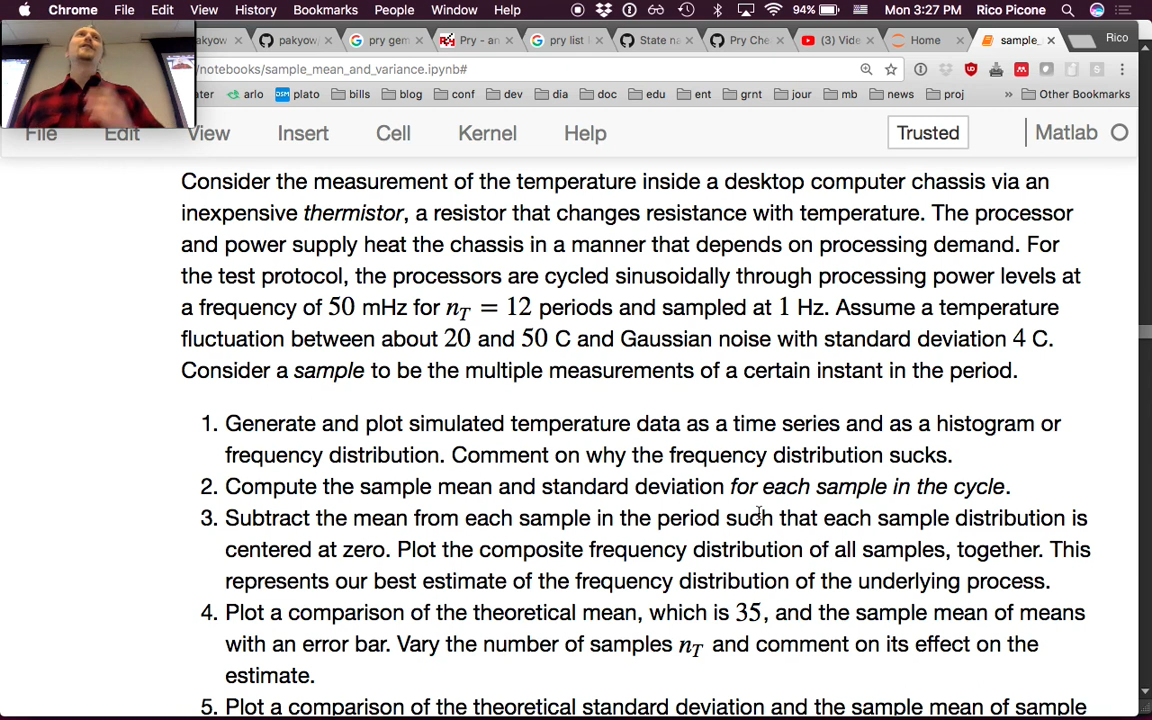 Chrome File Edit View History Bookmarks People Window Help 94% Mon 3:27 PM Rico Picone
akyow pakyow/ pry gem Pry - an pry list State na Pry Che (3) Vide Home sample_ Rico
/notebooks/sample_mean_and_variance.ipynb#
ater arlo plato bills blog conf dev dia doc edu ent grnt jour mb news proj » Other Bookmarks
File Edit View Insert Cell Kernel Help Trusted Matlab
Consider the measurement of the temperature inside a desktop computer chassis via an
inexpensive thermistor, a resistor that changes resistance with temperature. The processor
and power supply heat the chassis in a manner that depends on processing demand. For
the test protocol, the processors are cycled sinusoidally through processing power levels at
a frequency of 50 mHz for n_T = 12 periods and sampled at 1 Hz. Assume a temperature
fluctuation between about 20 and 50 C and Gaussian noise with standard deviation 4 C.
Consider a sample to be the multiple measurements of a certain instant in the period.
1. Generate and plot simulated temperature data as a time series and as a histogram or
frequency distribution. Comment on why the frequency distribution sucks.
2. Compute the sample mean and standard deviation for each sample in the cycle.
3. Subtract the mean from each sample in the period such that each sample distribution is
centered at zero. Plot the composite frequency distribution of all samples, together. This
represents our best estimate of the frequency distribution of the underlying process.
4. Plot a comparison of the theoretical mean, which is 35, and the sample mean of means
with an error bar. Vary the number of samples n_T and comment on its effect on the
estimate.
5. Plot a comparison of the theoretical standard deviation and the sample mean of sample